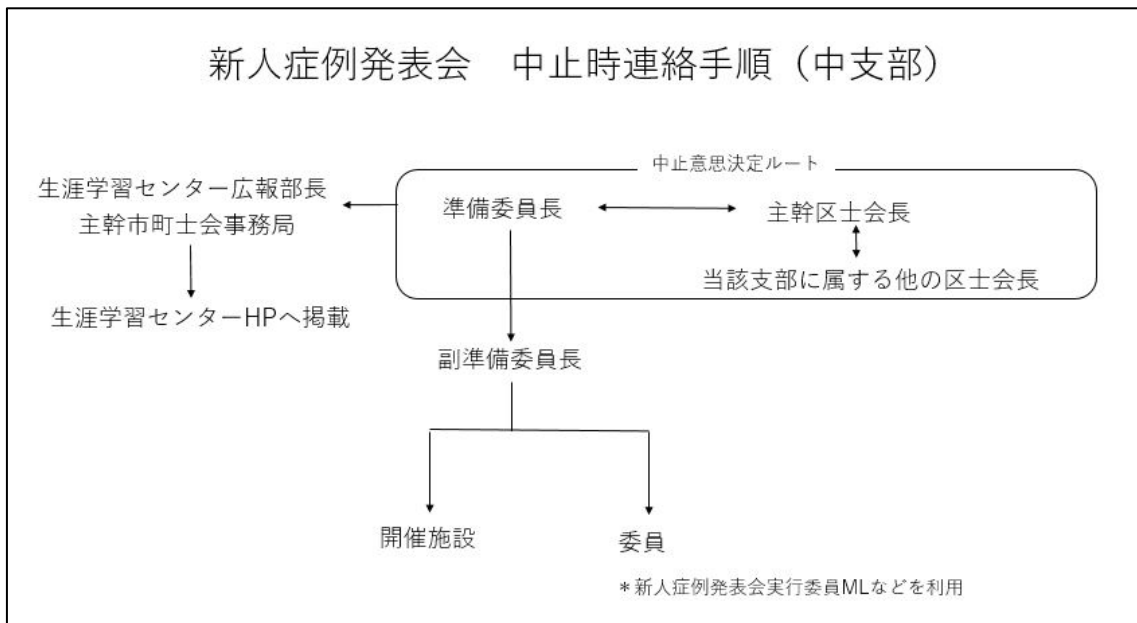 新人症例発表会　中止時連絡手順（中支部）
中止意思決定ルート
生涯学習センター広報部長
主幹市町士会事務局
準備委員長
主幹区士会長
当該支部に属する他の区士会長
生涯学習センターHPへ掲載
副準備委員長
開催施設
委員
＊新人症例発表会実行委員MLなどを利用